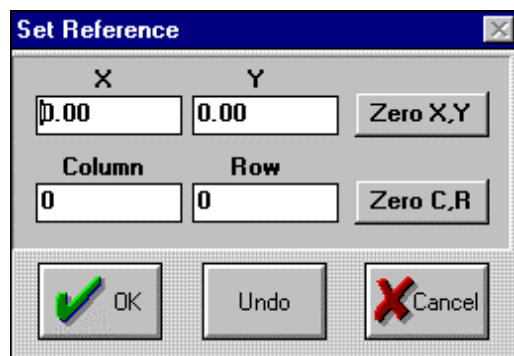 Set Reference
X Y
0.00 0.00 Zero X,Y
Column Row
0 0 Zero C,R
OK Undo Cancel